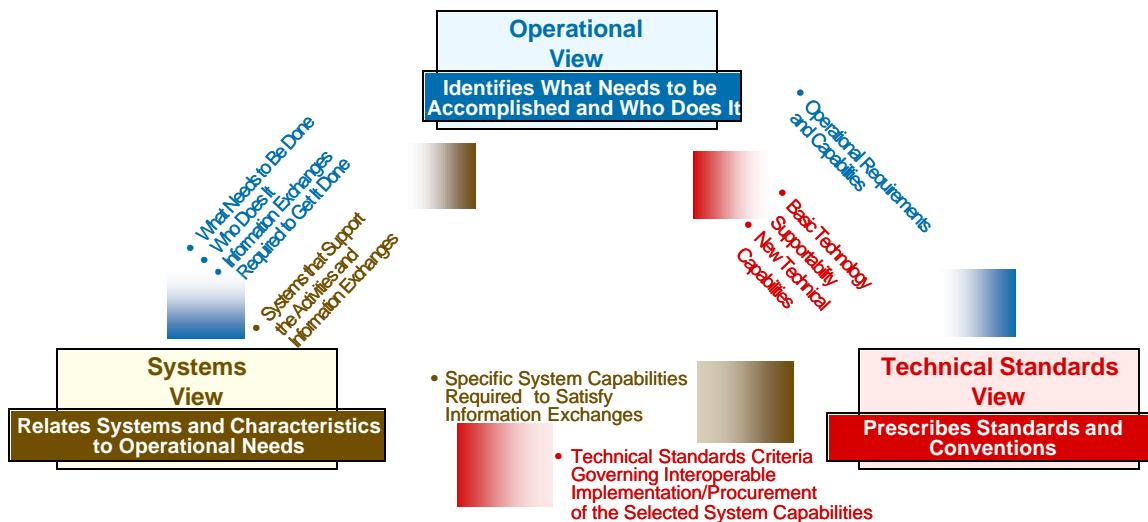 Operational
View
Identifies What Needs to be
Accomplished and Who Does It
• What Needs to Be Done
• Who Does It
• Information Exchanges
Required to Get It Done
• Systems that Support
the Activities and
Information Exchanges
• Operational Requirements
and Capabilities
• Basic Technology
Supportability
• New Technical
Capabilities
Systems
View
Relates Systems and Characteristics
to Operational Needs
• Specific System Capabilities
Required to Satisfy
Information Exchanges
• Technical Standards Criteria
Governing Interoperable
Implementation/Procurement
of the Selected System Capabilities
Technical Standards
View
Prescribes Standards and
Conventions